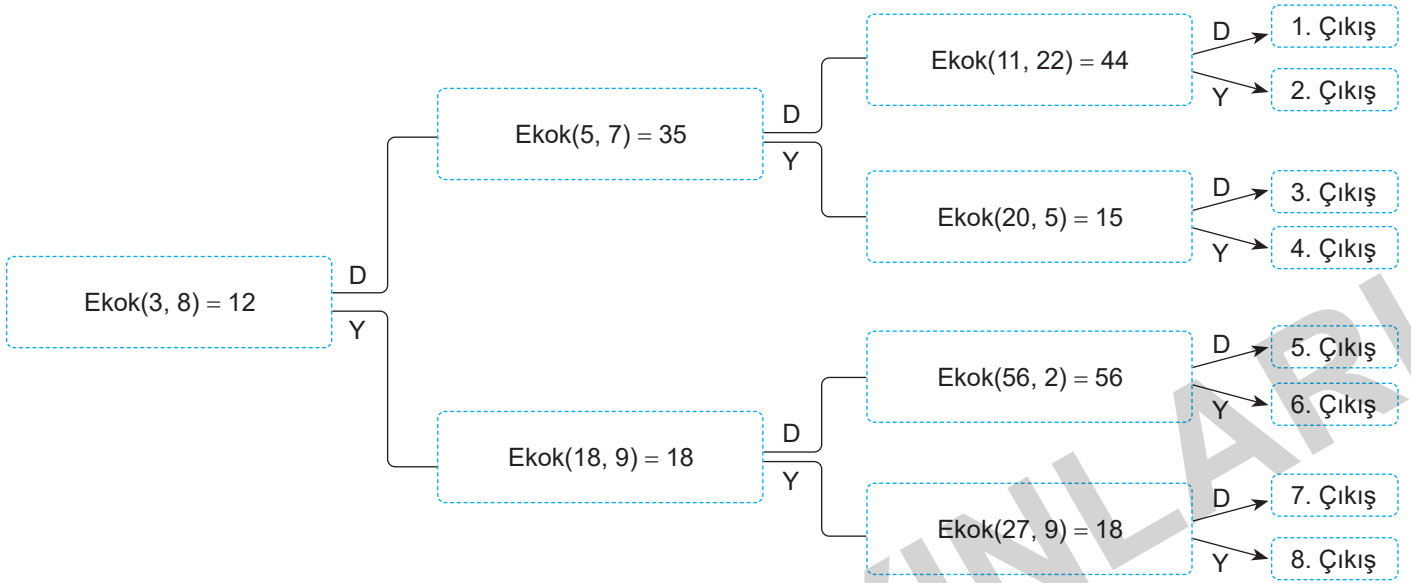 Ekok(3, 8) = 12
D
Y
Ekok(5, 7) = 35
D
Y
Ekok(18, 9) = 18
D
Y
Ekok(11, 22) = 44
D
Y
Ekok(20, 5) = 15
D
Y
Ekok(56, 2) = 56
D
Y
Ekok(27, 9) = 18
D
Y
1. Çıkış
2. Çıkış
3. Çıkış
4. Çıkış
5. Çıkış
6. Çıkış
7. Çıkış
8. Çıkış